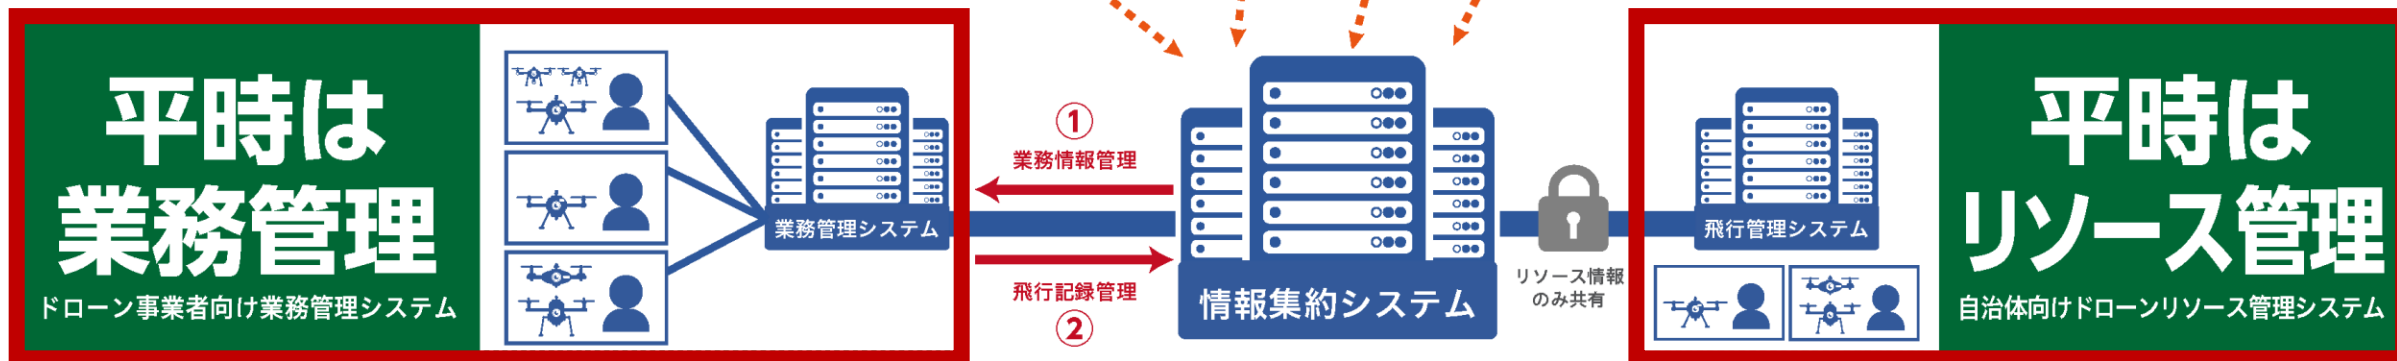 平時は
業務管理
ドローン事業者向け業務管理システム
業務管理システム
①
業務情報管理
飛行記録管理
②
情報集約システム
リソース情報
のみ共有
飛行管理システム
平時は
リソース管理
自治体向けドローンリソース管理システム